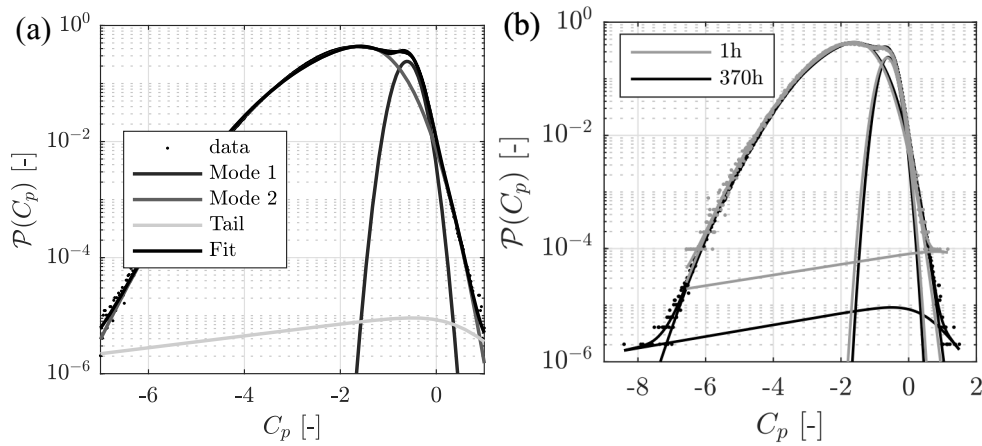 (a)
10^0
10^-2
10^-4
10^-6
P(C_p) [-]
data
Mode 1
Mode 2
Tail
Fit
-6
-4
-2
0
C_p [-]
(b)
10^0
10^-2
10^-4
10^-6
P(C_p) [-]
1h
370h
-8
-6
-4
-2
0
2
C_p [-]